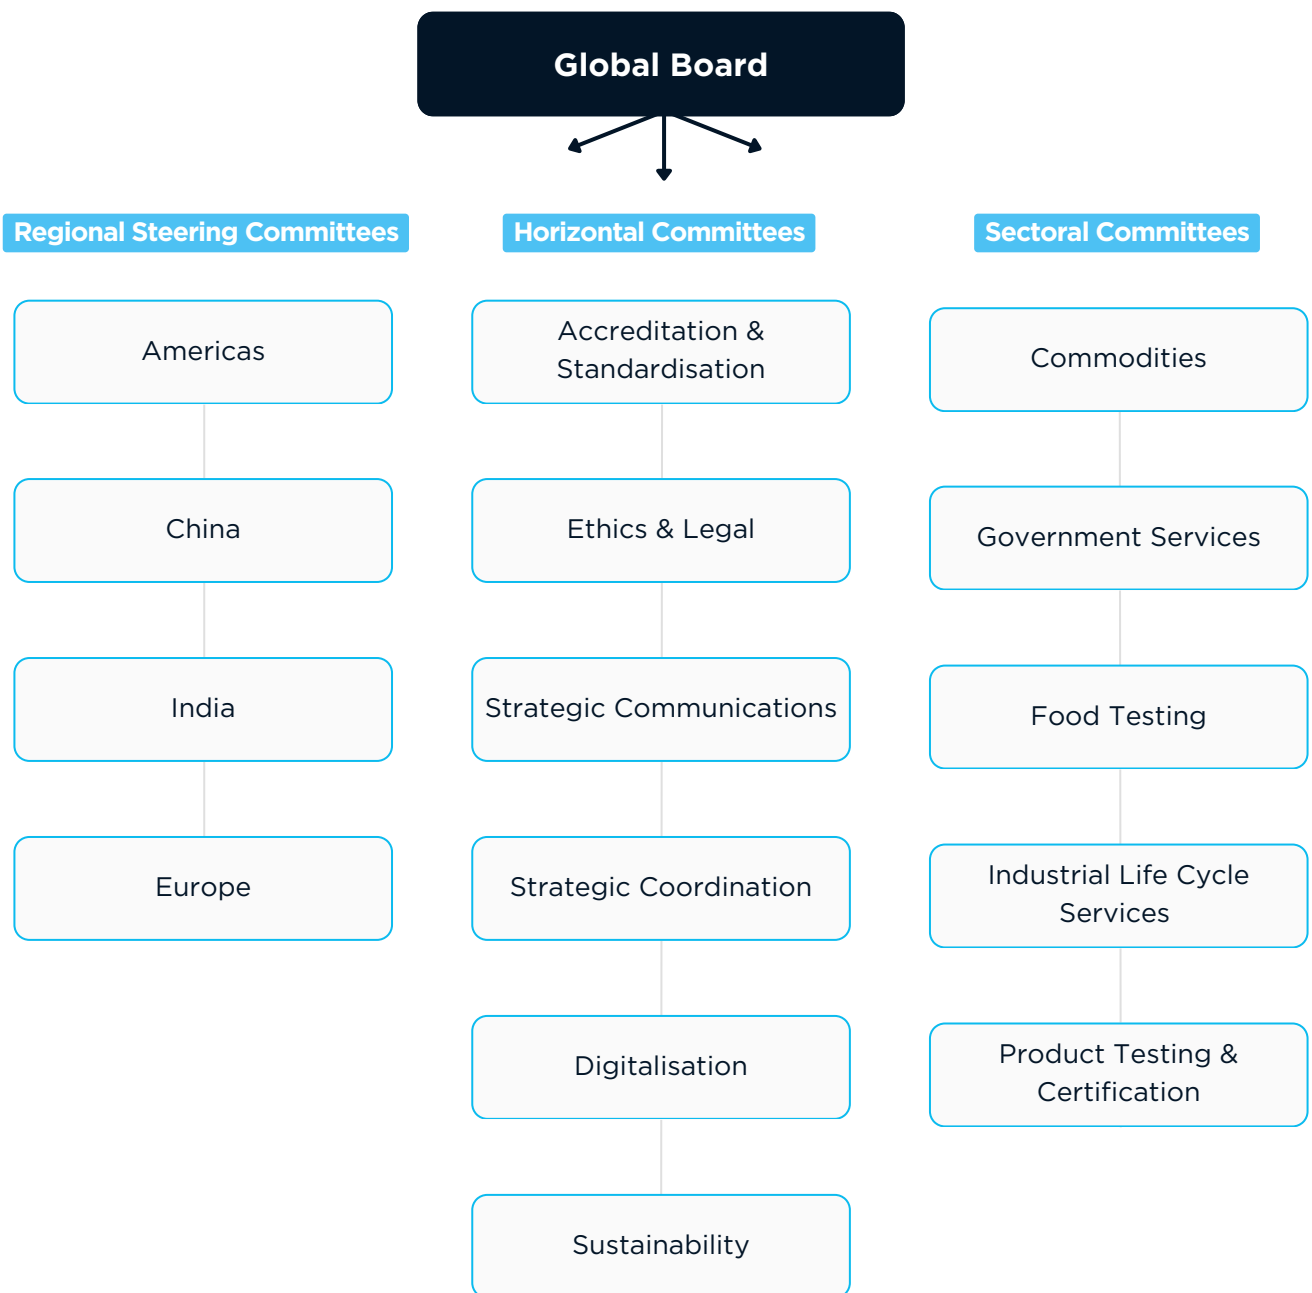 Global Board
Regional Steering Committees
Americas
China
India
Europe
Horizontal Committees
Accreditation &
Standardisation
Ethics & Legal
Strategic Communications
Strategic Coordination
Digitalisation
Sustainability
Sectoral Committees
Commodities
Government Services
Food Testing
Industrial Life Cycle
Services
Product Testing &
Certification